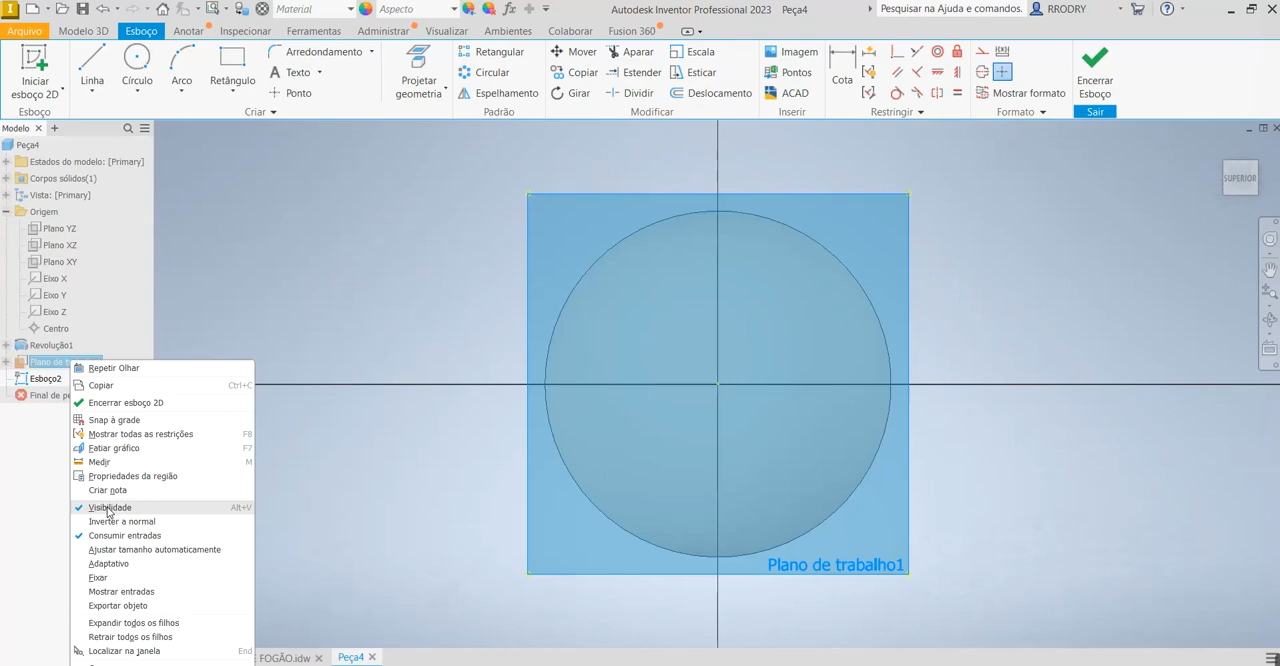 Material
Aspecto
Autodesk Inventor Professional 2023 Peça4
Pesquisar na Ajuda e comandos.
RRODRY
Arquivo Modelo 3D Esboço Anotar Inspecionar Ferramentas Administrar Visualizar Ambientes Colaborar Fusion 360
Iniciar
esboço 2D
Linha
Círculo
Arco
Retângulo
Arredondamento
Texto
Ponto
Projetar
geometria
Retangular
Circular
Espelhamento
Mover
Copiar
Girar
Aparar
Estender
Dividir
Escala
Esticar
Deslocamento
Imagem
Pontos
ACAD
Cota
Mostrar formato
Encerrar
Esboço
Esboço Criar Padrão Modificar Inserir Restringir Formato Sair
Modelo
Peça4
Estados do modelo: [Primary]
Corpos sólidos(1)
Vista: [Primary]
Origem
Plano YZ
Plano XZ
Plano XY
Eixo X
Eixo Y
Eixo Z
Centro
Revolução1
Plano de tra
Esboço2
Final de pe
Repetir Olhar
Copiar Ctrl+C
Encerrar esboço 2D
Snap à grade
Mostrar todas as restrições F8
Fatiar gráfico F7
Medir M
Propriedades da região
Criar nota
Visibilidade Alt+V
Inverter a normal
Consumir entradas
Ajustar tamanho automaticamente
Adaptativo
Fixar
Mostrar entradas
Exportar objeto
Expandir todos os filhos
Retrair todos os filhos
Localizar na janela End
SUPERIOR
Plano de trabalho1
E FOGÃO.idw
Peça4